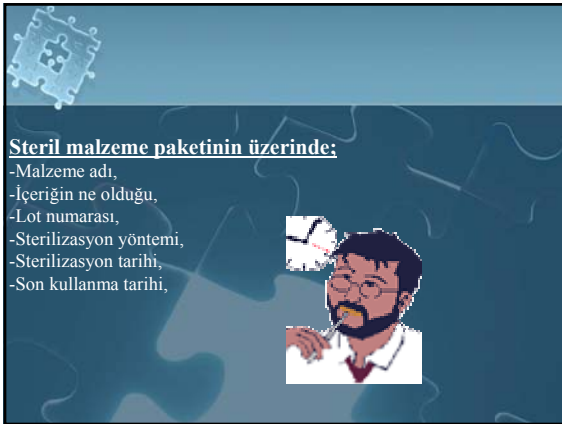 Steril malzeme paketinin üzerinde;
-Malzeme adı,
-İçeriğin ne olduğu,
-Lot numarası,
-Sterilizasyon yöntemi,
-Sterilizasyon tarihi,
-Son kullanma tarihi,